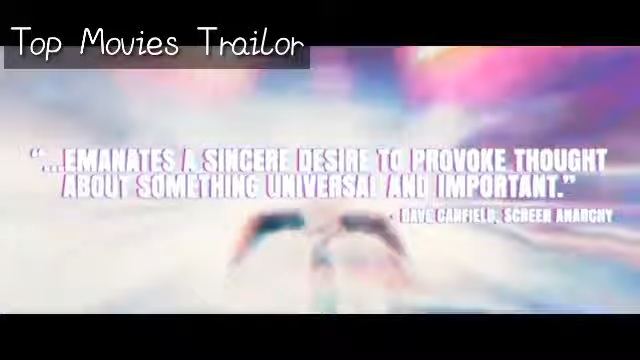 Top Movies Trailor
“...EMANATES A SINCERE DESIRE TO PROVOKE THOUGHT
ABOUT SOMETHING UNIVERSAL AND IMPORTANT.”
- DAVE CANFIELD, SCREEN ANARCHY